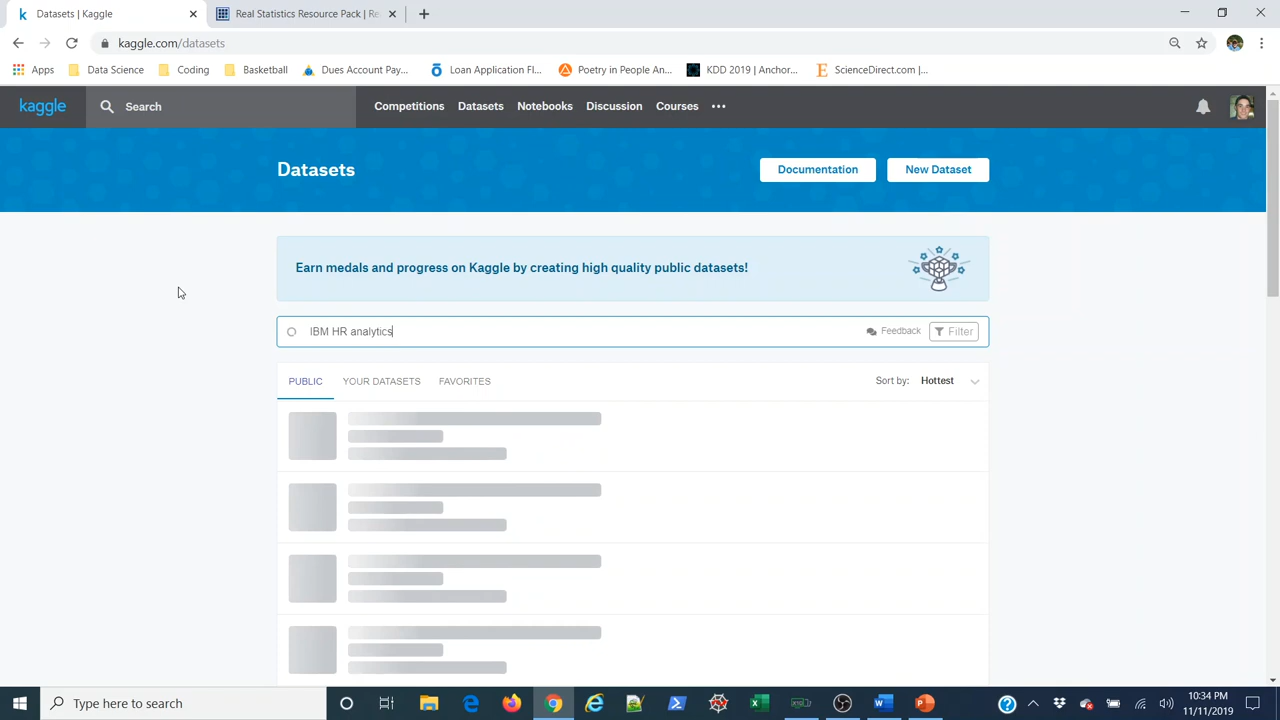 Datasets | Kaggle
Real Statistics Resource Pack | Re
kaggle.com/datasets
Apps
Data Science
Coding
Basketball
Dues Account Pay...
Loan Application Fl...
Poetry in People An...
KDD 2019 | Anchor...
ScienceDirect.com |...
kaggle
Search
Competitions
Datasets
Notebooks
Discussion
Courses
Datasets
Documentation
New Dataset
Earn medals and progress on Kaggle by creating high quality public datasets!
IBM HR analytics
Feedback
Filter
PUBLIC
YOUR DATASETS
FAVORITES
Sort by: Hottest
Type here to search
10:34 PM
11/11/2019